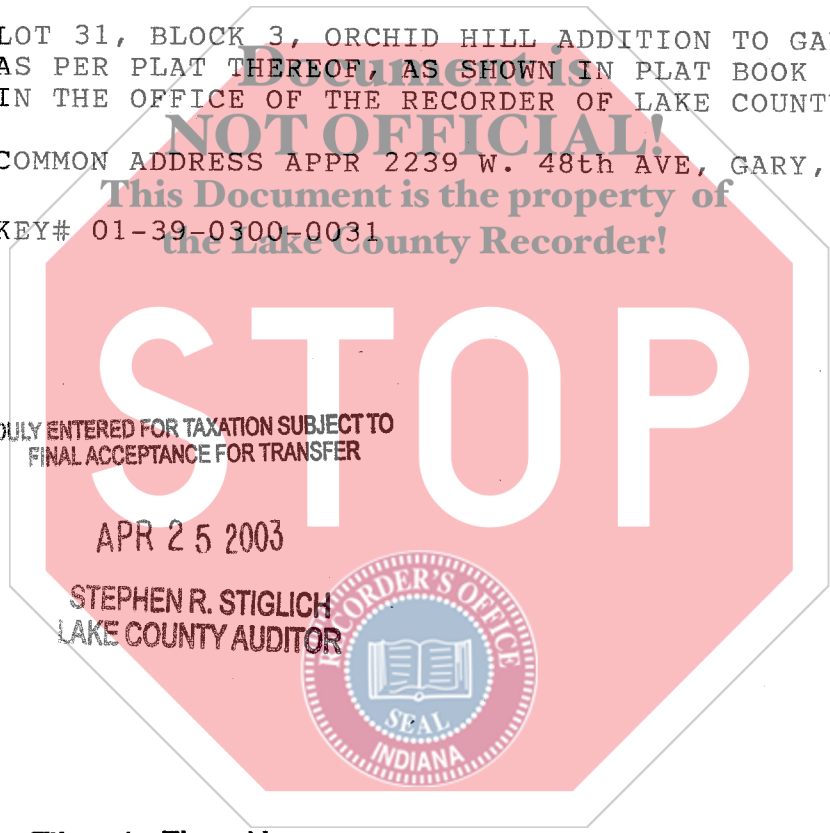 LOT 31, BLOCK 3, ORCHID HILL ADDITION TO
AS PER PLAT THEREOF, AS SHOWN IN PLAT BOOK
IN THE OFFICE OF THE RECORDER OF LAKE
COMMON ADDRESS APPR 2239 W. 48th AVE, GARY,
KEY# 01-39-0300-0031
Document is
NOT OFFICIAL!
This Document is the property of
the Lake County Recorder!
STOP
DULY ENTERED FOR TAXATION SUBJECT TO
FINAL ACCEPTANCE FOR TRANSFER
APR 25 2003
STEPHEN R. STIGLICH
LAKE COUNTY AUDITOR
RECORDER'S OFFICE
SEAL
INDIANA